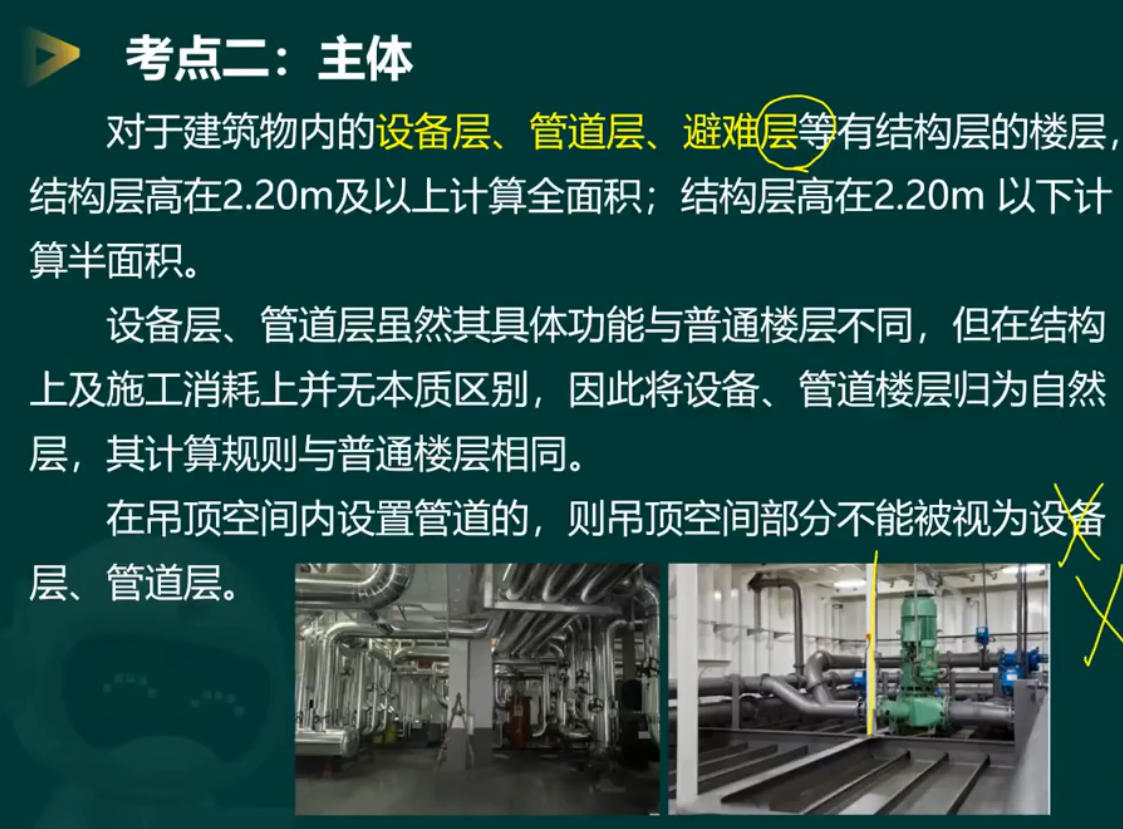 考点二：主体
对于建筑物内的设备层、管道层、避难层等有结构层的楼层，
结构层高在2.20m及以上计算全面积；结构层高在2.20m 以下计
算半面积。
设备层、管道层虽然其具体功能与普通楼层不同，但在结构
上及施工消耗上并无本质区别，因此将设备、管道楼层归为自然
层，其计算规则与普通楼层相同。
在吊顶空间内设置管道的，则吊顶空间部分不能被视为设备
层、管道层。